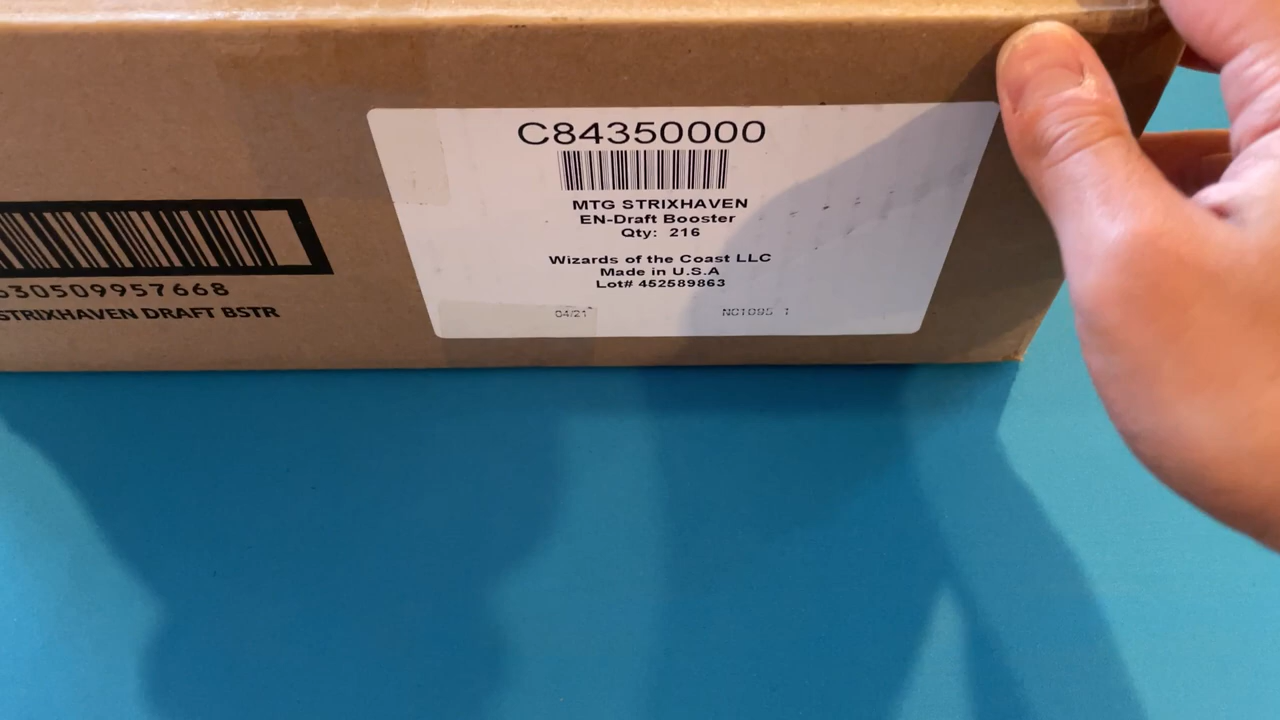 C84350000
MTG STRIXHAVEN
EN-Draft Booster
Qty: 216
Wizards of the Coast LLC
Made in U.S.A
Lot# 452589863
04/21
630509957668
STRIXHAVEN DRAFT BSTR